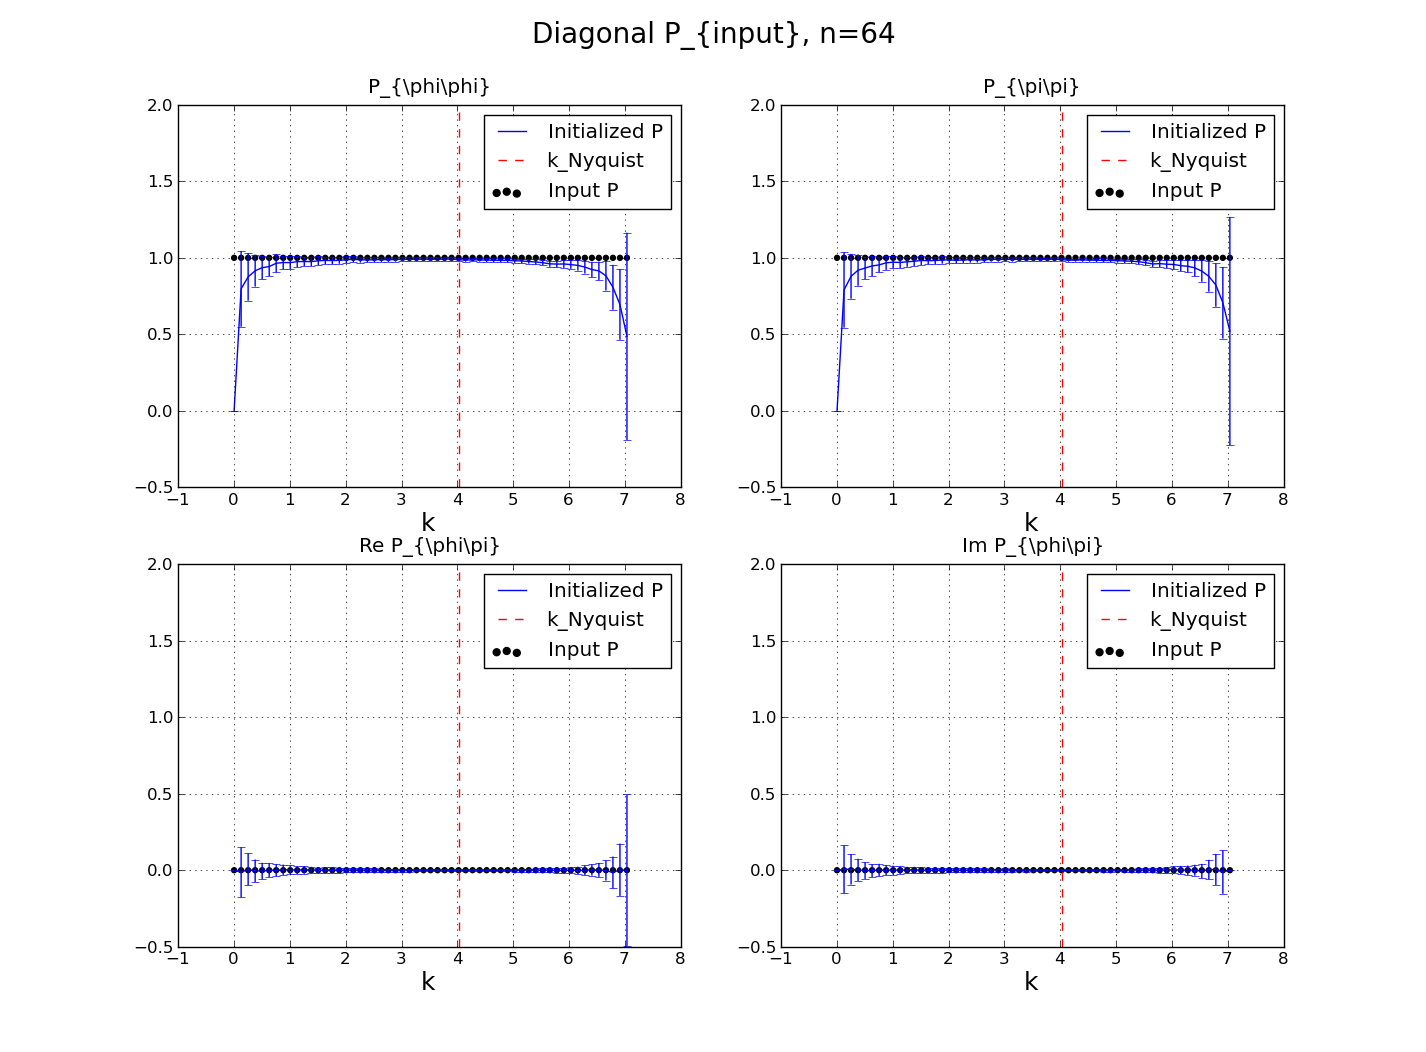 Diagonal P_{input}, n=64
P_{\phi\phi}
2.0
1.5
1.0
0.5
0.0
−0.5
Initialized P
k_Nyquist
Input P
−1 0 1 2 3 4 5 6 7 8
k
P_{\pi\pi}
2.0
1.5
1.0
0.5
0.0
−0.5
Initialized P
k_Nyquist
Input P
−1 0 1 2 3 4 5 6 7 8
k
Re P_{\phi\pi}
2.0
1.5
1.0
0.5
0.0
−0.5
Initialized P
k_Nyquist
Input P
−1 0 1 2 3 4 5 6 7 8
k
Im P_{\phi\pi}
2.0
1.5
1.0
0.5
0.0
−0.5
Initialized P
k_Nyquist
Input P
−1 0 1 2 3 4 5 6 7 8
k